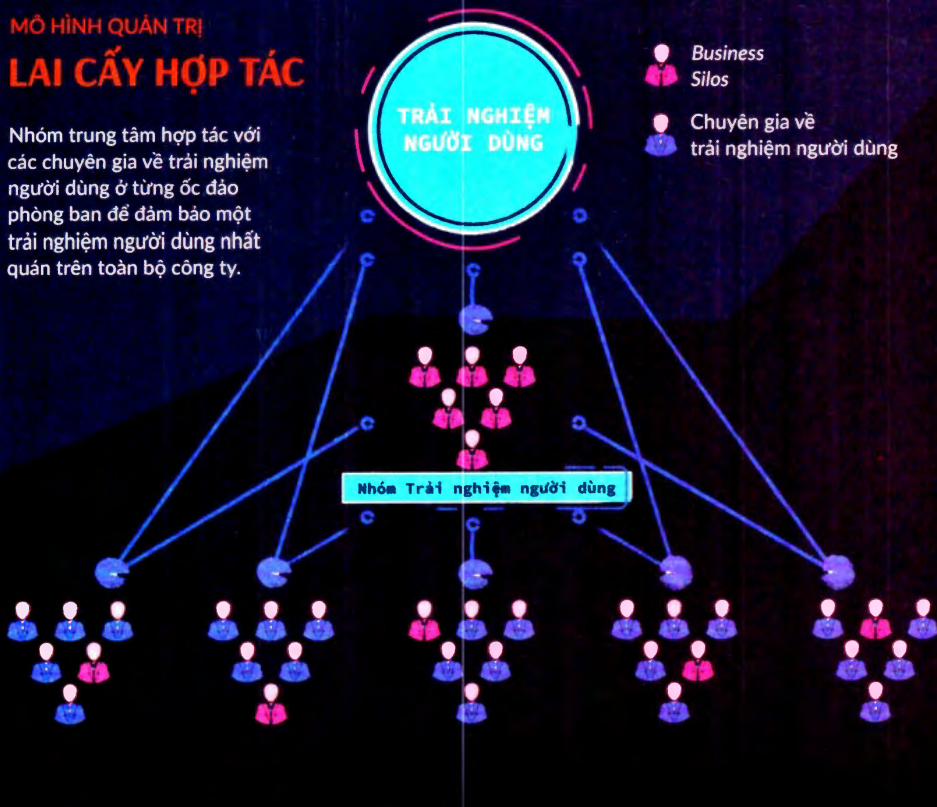 MÔ HÌNH QUẢN TRỊ
LAI CẤY HỢP TÁC
Nhóm trung tâm hợp tác với
các chuyên gia về trải nghiệm
người dùng ở từng ốc đảo
phòng ban để đảm bảo một
trải nghiệm người dùng nhất
quán trên toàn bộ công ty.
TRẢI NGHIỆM
NGƯỜI DÙNG
Business
Silos
Chuyên gia về
trải nghiệm người dùng
Nhóm Trải nghiệm người dùng